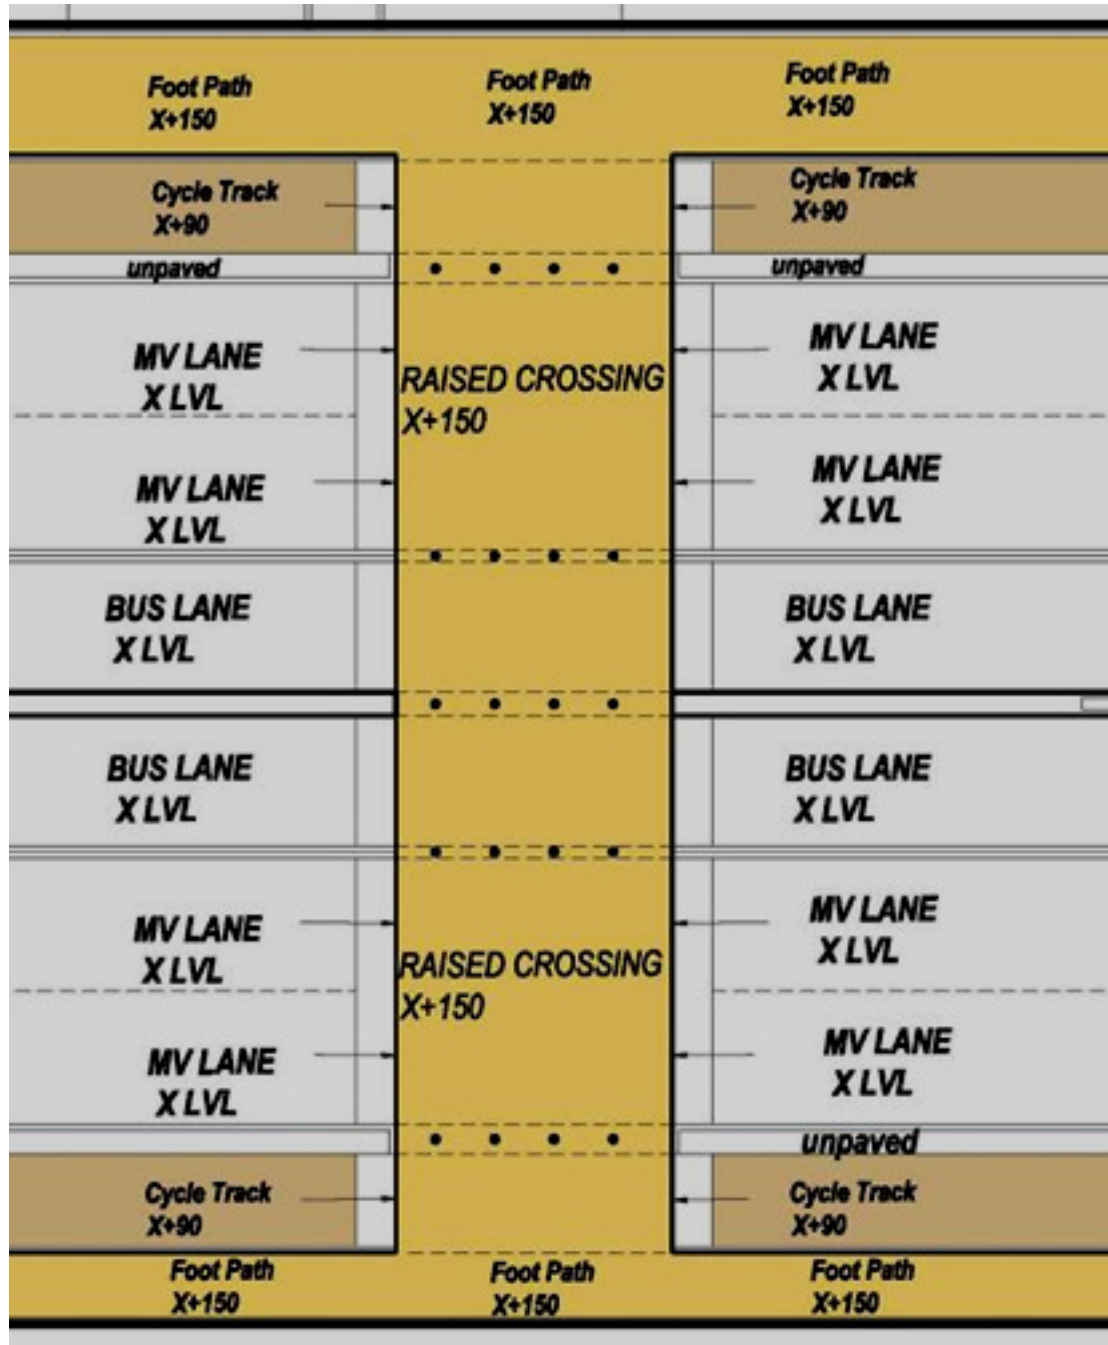 Foot Path
X+150
Foot Path
X+150
Foot Path
X+150
Cycle Track
X+90
Cycle Track
X+90
unpaved
unpaved
MV LANE
X LVL
RAISED CROSSING
X+150
MV LANE
X LVL
MV LANE
X LVL
MV LANE
X LVL
BUS LANE
X LVL
BUS LANE
X LVL
BUS LANE
X LVL
BUS LANE
X LVL
MV LANE
X LVL
RAISED CROSSING
X+150
MV LANE
X LVL
MV LANE
X LVL
MV LANE
X LVL
unpaved
Cycle Track
X+90
Cycle Track
X+90
Foot Path
X+150
Foot Path
X+150
Foot Path
X+150